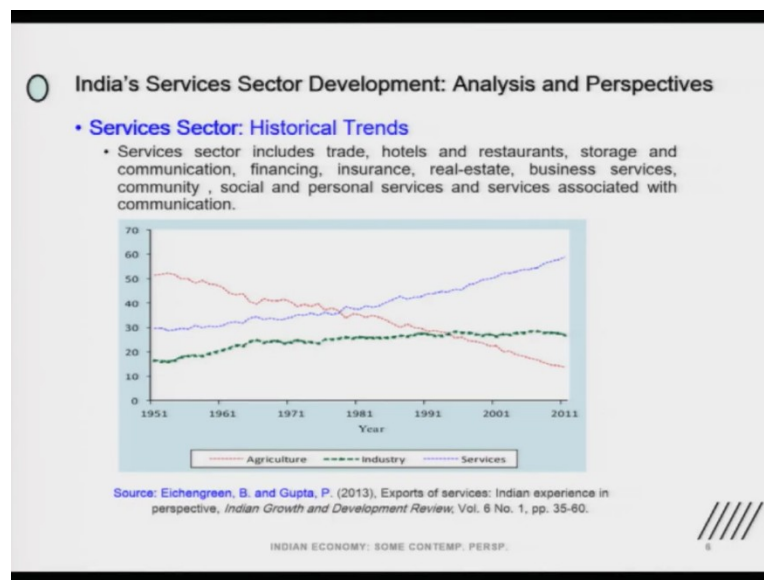 India's Services Sector Development: Analysis and Perspectives
• Services Sector: Historical Trends
• Services sector includes trade, hotels and restaurants, storage and
communication, financing, insurance, real-estate, business services,
community , social and personal services and services associated with
communication.
70
60
50
40
30
20
10
0
1951 1961 1971 1981 1991 2001 2011
Year
Agriculture Industry Services
Source: Eichengreen, B. and Gupta, P. (2013), Exports of services: Indian experience in
perspective, Indian Growth and Development Review, Vol. 6 No. 1, pp. 35-60.
INDIAN ECONOMY: SOME CONTEMP. PERSP.
6